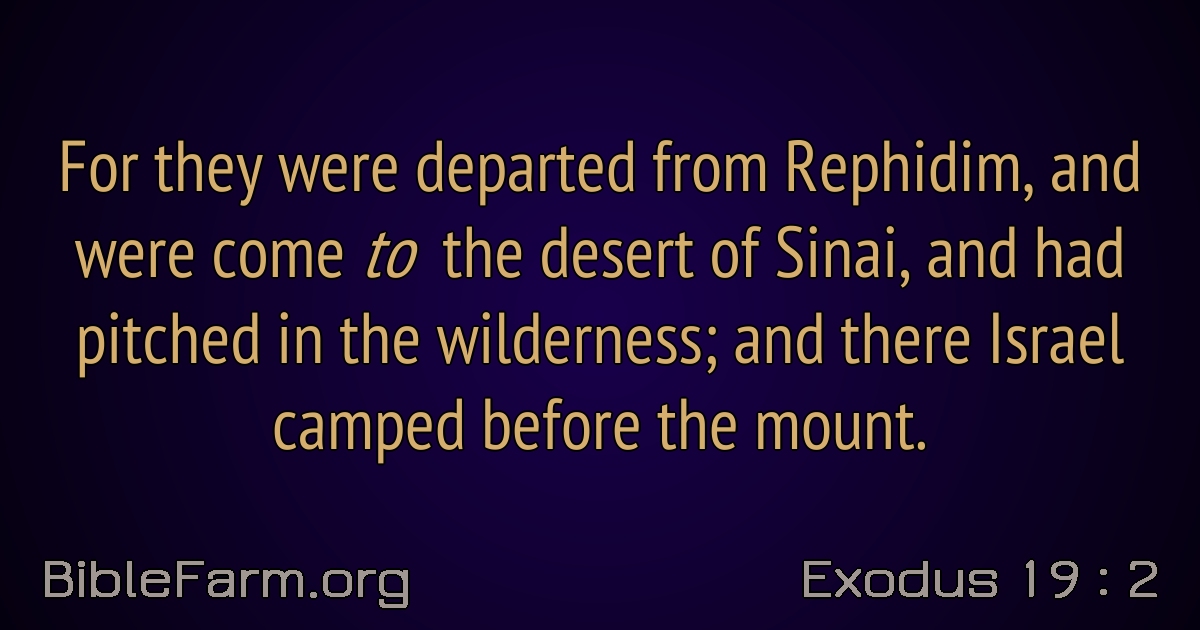 For they were departed from Rephidim, and
were come to the desert of Sinai, and had
pitched in the wilderness; and there Israel
camped before the mount.
BibleFarm.org
Exodus 19 : 2